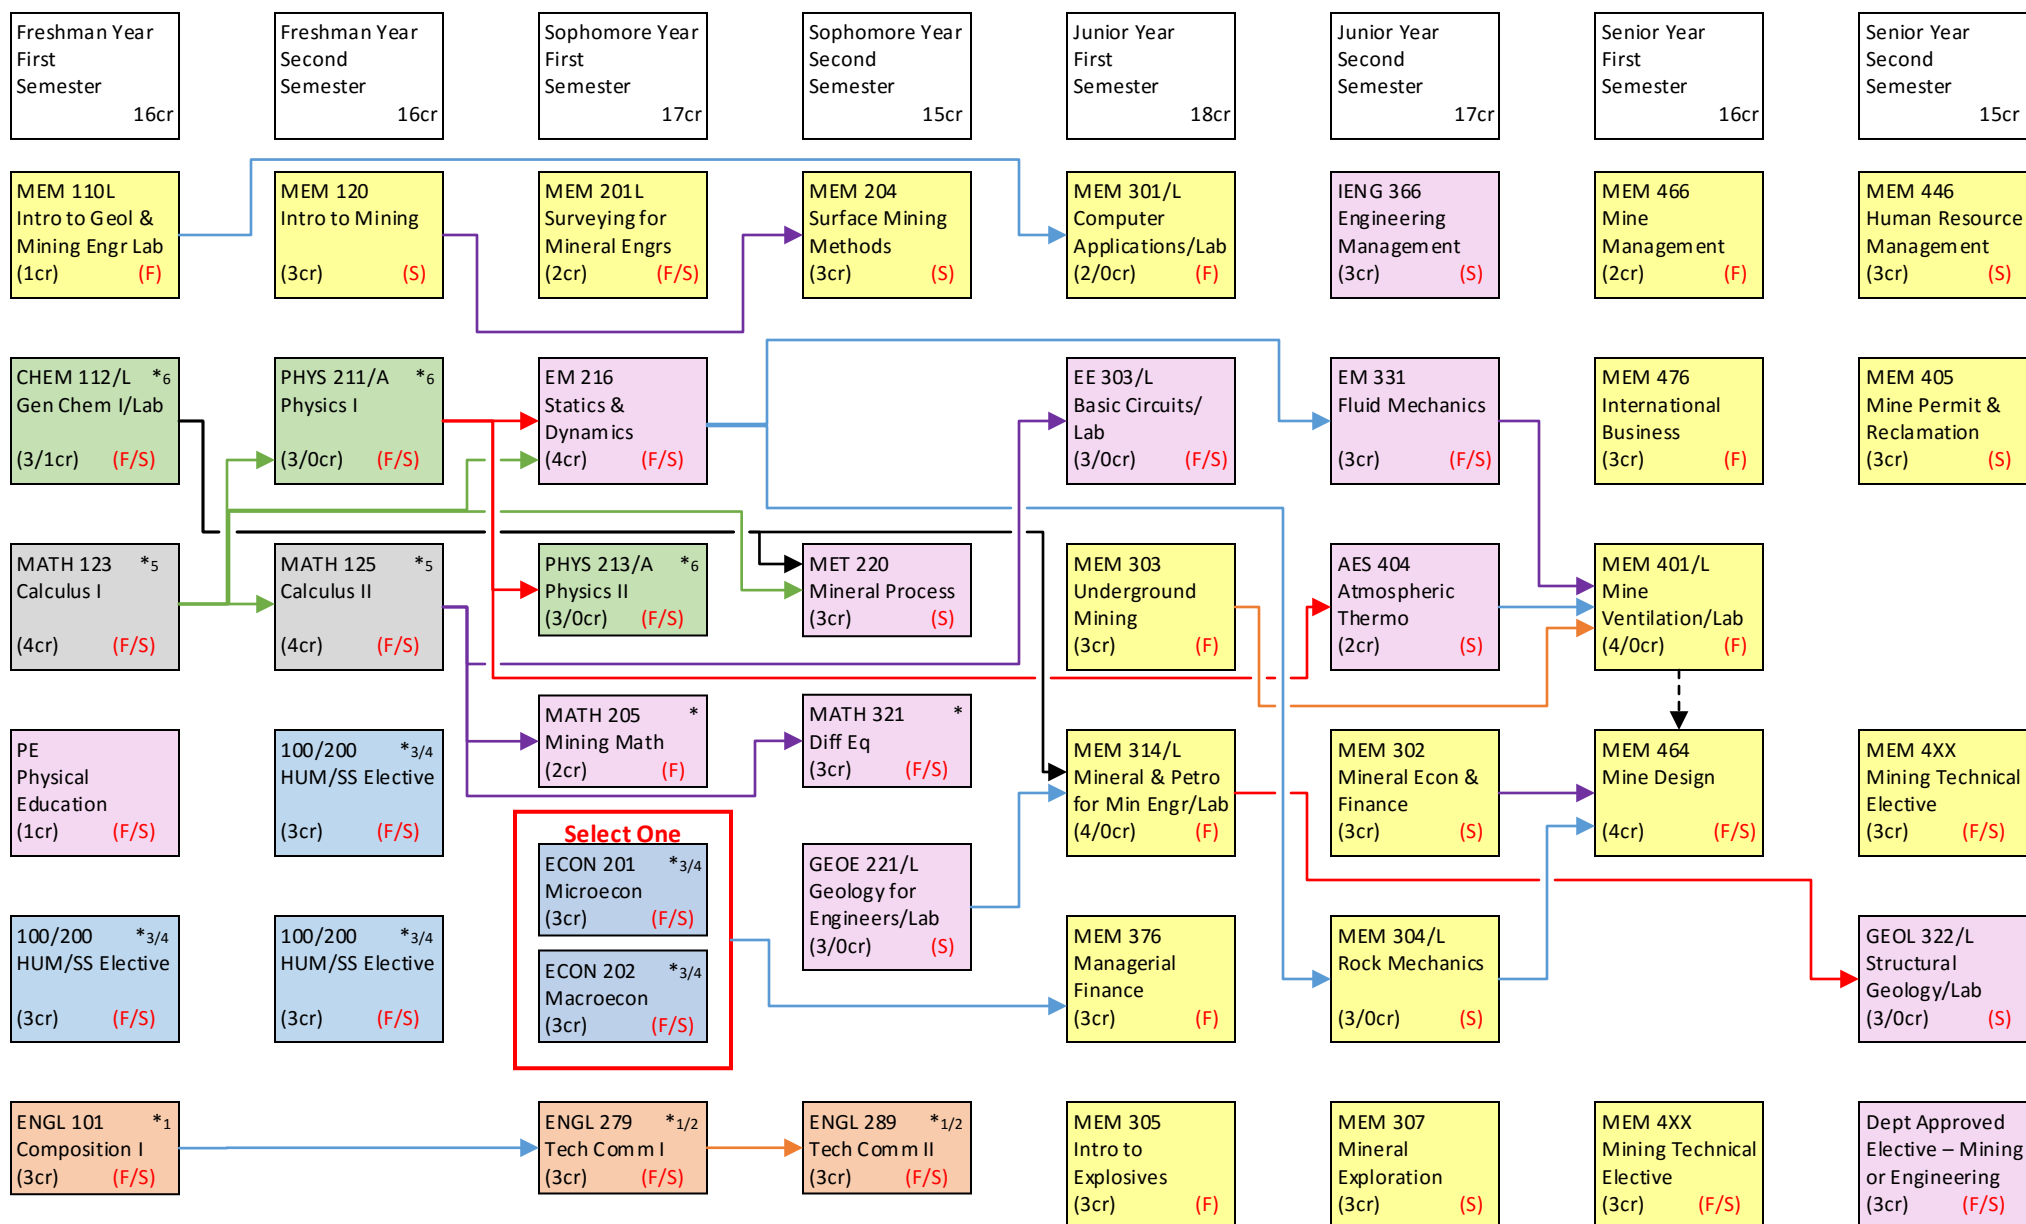 Freshman Year
First
Semester
16cr
Freshman Year
Second
Semester
16cr
Sophomore Year
First
Semester
17cr
Sophomore Year
Second
Semester
15cr
Junior Year
First
Semester
18cr
Junior Year
Second
Semester
17cr
Senior Year
First
Semester
16cr
Senior Year
Second
Semester
15cr
MEM 110L
Intro to Geol &
Mining Engr Lab
(1cr) (F)
MEM 120
Intro to Mining
(3cr) (S)
MEM 201L
Surveying for
Mineral Engrs
(2cr) (F/S)
MEM 204
Surface Mining
Methods
(3cr) (S)
MEM 301/L
Computer
Applications/Lab
(2/0cr) (F)
IENG 366
Engineering
Management
(3cr) (S)
MEM 466
Mine
Management
(2cr) (F)
MEM 446
Human Resource
Management
(3cr) (S)
CHEM 112/L *6
Gen Chem I/Lab
(3/1cr) (F/S)
PHYS 211/A *6
Physics I
(3/0cr) (F/S)
EM 216
Statics &
Dynamics
(4cr) (F/S)
EE 303/L
Basic Circuits/
Lab
(3/0cr) (F/S)
EM 331
Fluid Mechanics
(3cr) (F/S)
MEM 476
International
Business
(3cr) (F)
MEM 405
Mine Permit &
Reclamation
(3cr) (S)
MATH 123 *5
Calculus I
(4cr) (F/S)
MATH 125 *5
Calculus II
(4cr) (F/S)
PHYS 213/A *6
Physics II
(3/0cr) (F/S)
MET 220
Mineral Process
(3cr) (S)
MEM 303
Underground
Mining
(3cr) (F)
AES 404
Atmospheric
Thermo
(2cr) (S)
MEM 401/L
Mine
Ventilation/Lab
(4/0cr) (F)
PE
Physical
Education
(1cr) (F/S)
100/200 *3/4
HUM/SS Elective
(3cr) (F/S)
MATH 205 *
Mining Math
(2cr) (F)
MATH 321 *
Diff Eq
(3cr) (F/S)
MEM 314/L
Mineral & Petro
for Min Engr/Lab
(4/0cr) (F)
MEM 302
Mineral Econ &
Finance
(3cr) (S)
MEM 464
Mine Design
(4cr) (F/S)
MEM 4XX
Mining Technical
Elective
(3cr) (F/S)
Select One
ECON 201 *3/4
Microecon
(3cr) (F/S)
ECON 202 *3/4
Macroecon
(3cr) (F/S)
GEOE 221/L
Geology for
Engineers/Lab
(3/0cr) (S)
100/200 *3/4
HUM/SS Elective
(3cr) (F/S)
100/200 *3/4
HUM/SS Elective
(3cr) (F/S)
MEM 376
Managerial
Finance
(3cr) (F)
MEM 304/L
Rock Mechanics
(3/0cr) (S)
GEOL 322/L
Structural
Geology/Lab
(3/0cr) (S)
ENGL 101 *1
Composition I
(3cr) (F/S)
ENGL 279 *1/2
Tech Comm I
(3cr) (F/S)
ENGL 289 *1/2
Tech Comm II
(3cr) (F/S)
MEM 305
Intro to
Explosives
(3cr) (F)
MEM 307
Mineral
Exploration
(3cr) (S)
MEM 4XX
Mining Technical
Elective
(3cr) (F/S)
Dept Approved
Elective – Mining
or Engineering
(3cr) (F/S)